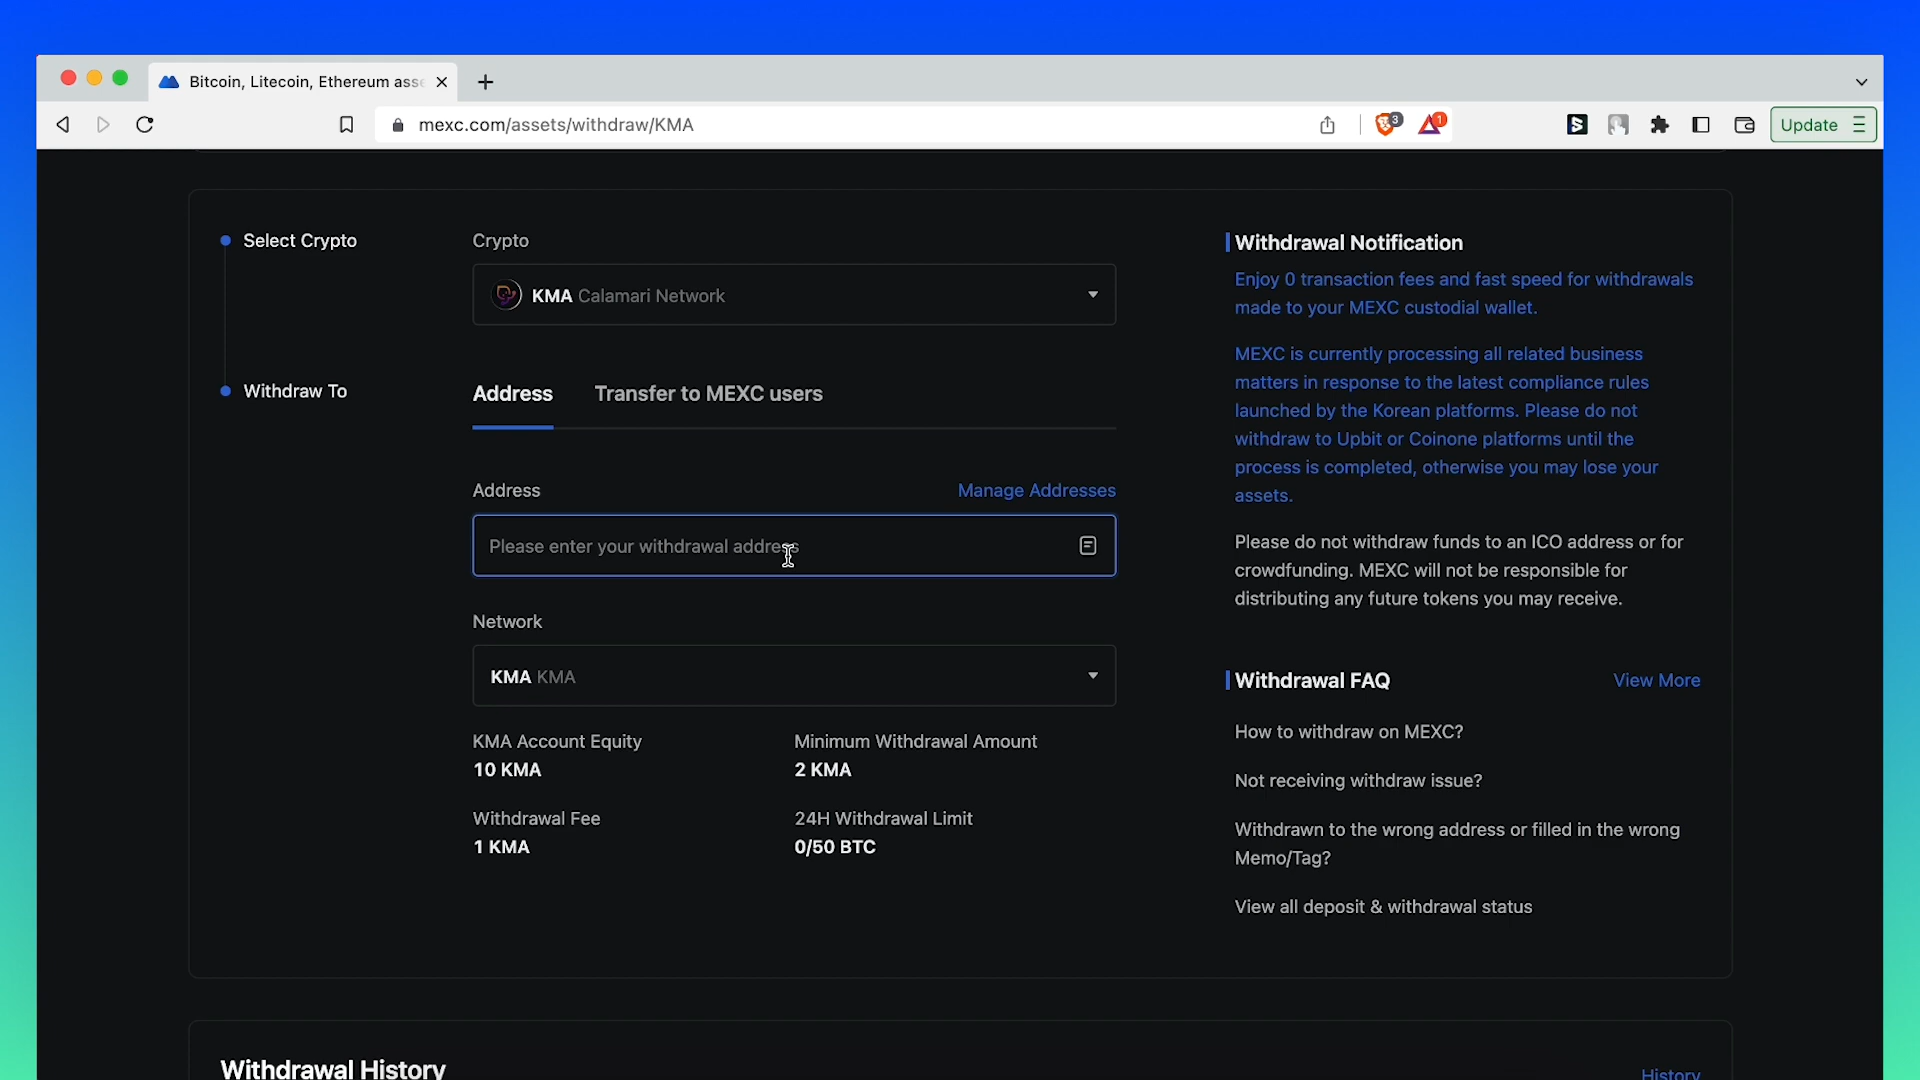 Bitcoin, Litecoin, Ethereum asse
mexc.com/assets/withdraw/KMA
3
1
Update
Select Crypto
Crypto
KMA Calamari Network
Withdraw To
Address
Transfer to MEXC users
Address
Manage Addresses
Please enter your withdrawal address
Network
KMA KMA
KMA Account Equity
10 KMA
Minimum Withdrawal Amount
2 KMA
Withdrawal Fee
1 KMA
24H Withdrawal Limit
0/50 BTC
Withdrawal Notification
Enjoy 0 transaction fees and fast speed for withdrawals
made to your MEXC custodial wallet.
MEXC is currently processing all related business
matters in response to the latest compliance rules
launched by the Korean platforms. Please do not
withdraw to Upbit or Coinone platforms until the
process is completed, otherwise you may lose your
assets.
Please do not withdraw funds to an ICO address or for
crowdfunding. MEXC will not be responsible for
distributing any future tokens you may receive.
Withdrawal FAQ
View More
How to withdraw on MEXC?
Not receiving withdraw issue?
Withdrawn to the wrong address or filled in the wrong
Memo/Tag?
View all deposit & withdrawal status
Withdrawal History
History